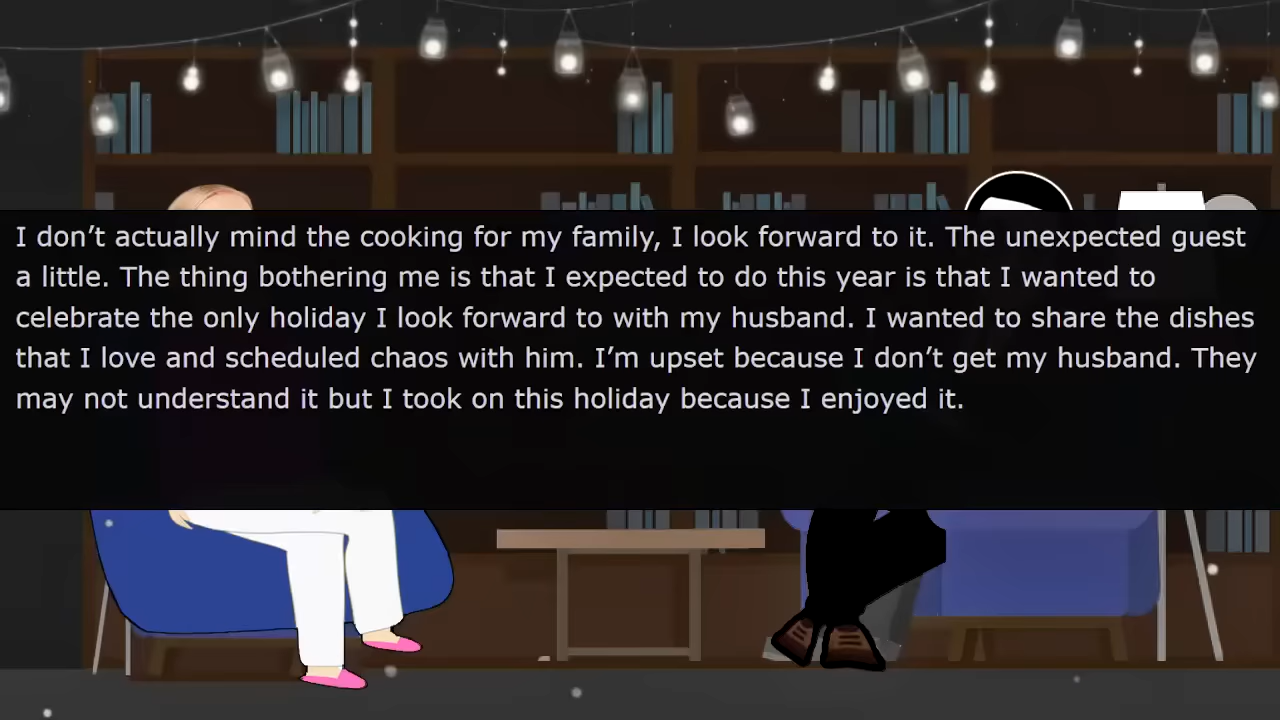 I don’t actually mind the cooking for my family, I look forward to it. The unexpected guest
a little. The thing bothering me is that I expected to do this year is that I wanted to
celebrate the only holiday I look forward to with my husband. I wanted to share the dishes
that I love and scheduled chaos with him. I’m upset because I don’t get my husband. They
may not understand it but I took on this holiday because I enjoyed it.